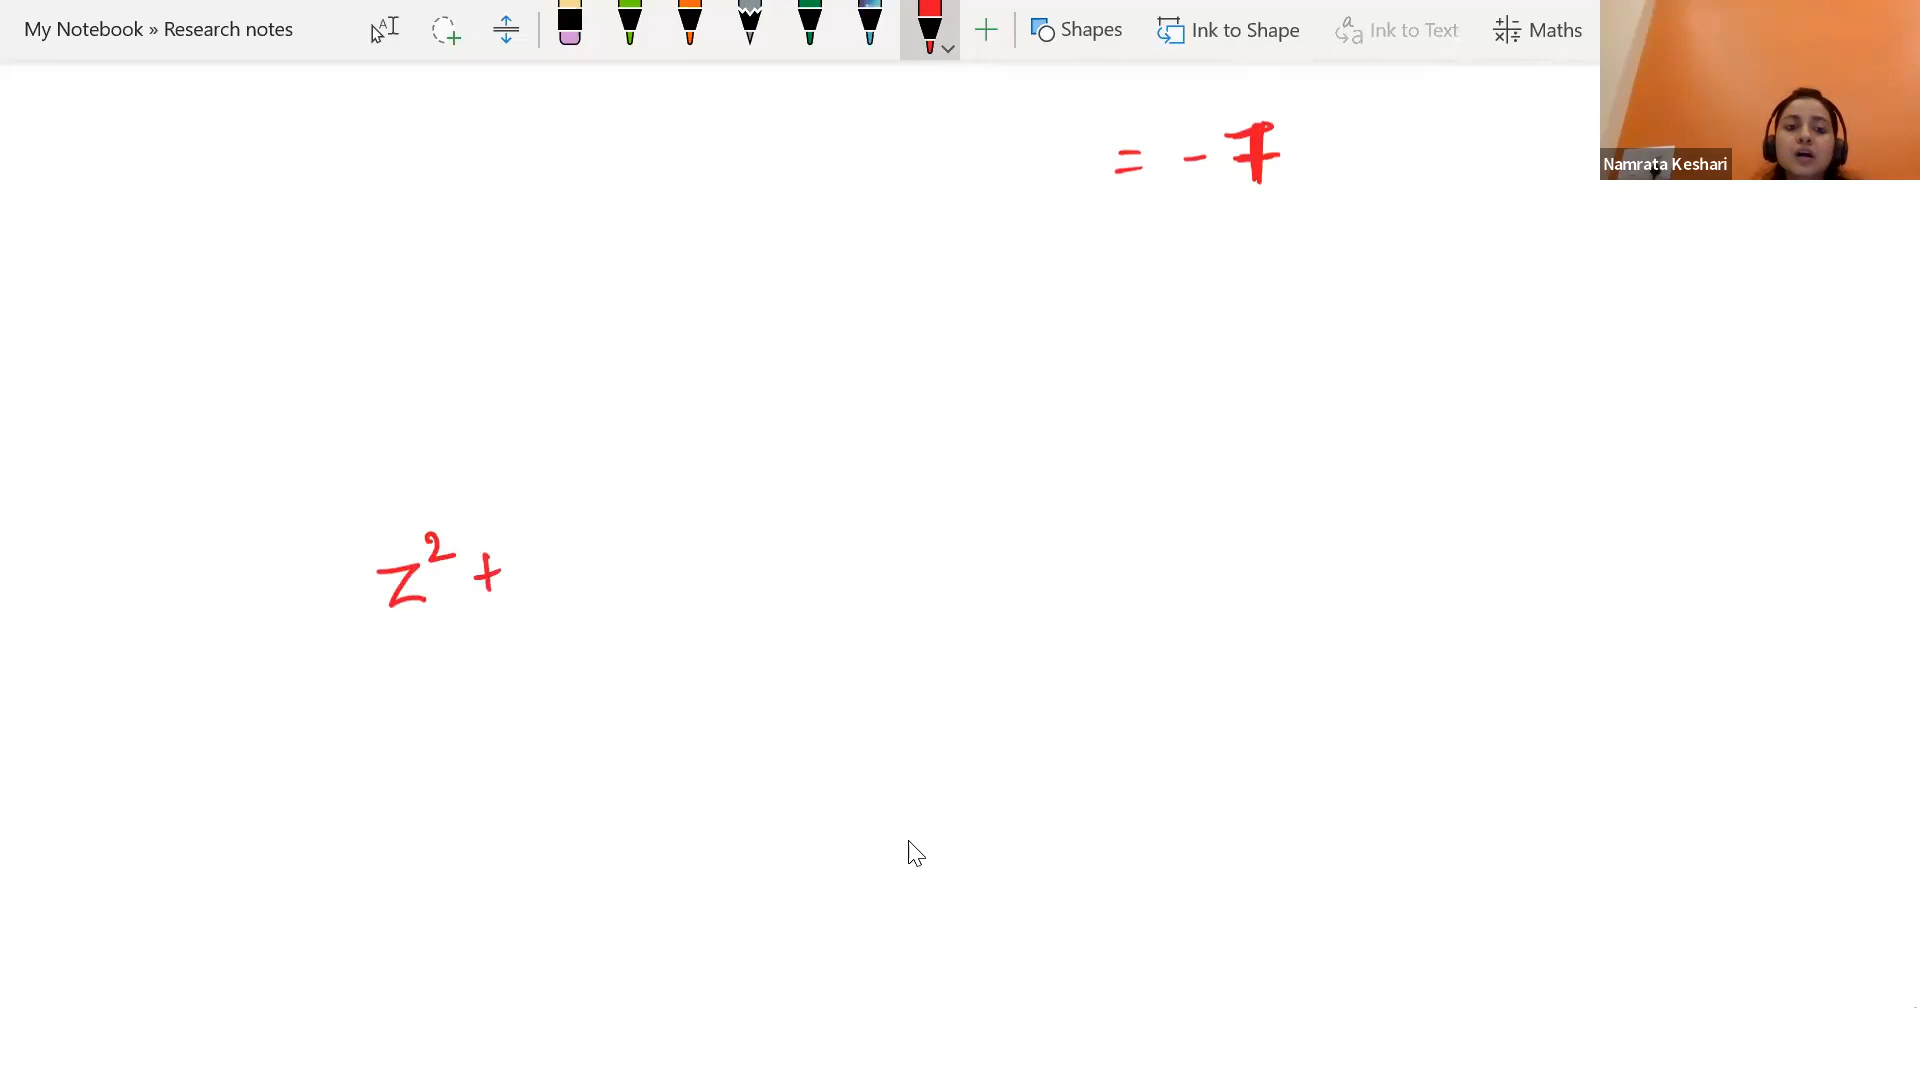 My Notebook » Research notes
Shapes
Ink to Shape
Ink to Text
Maths
Namrata Keshari
= - 7
z² +